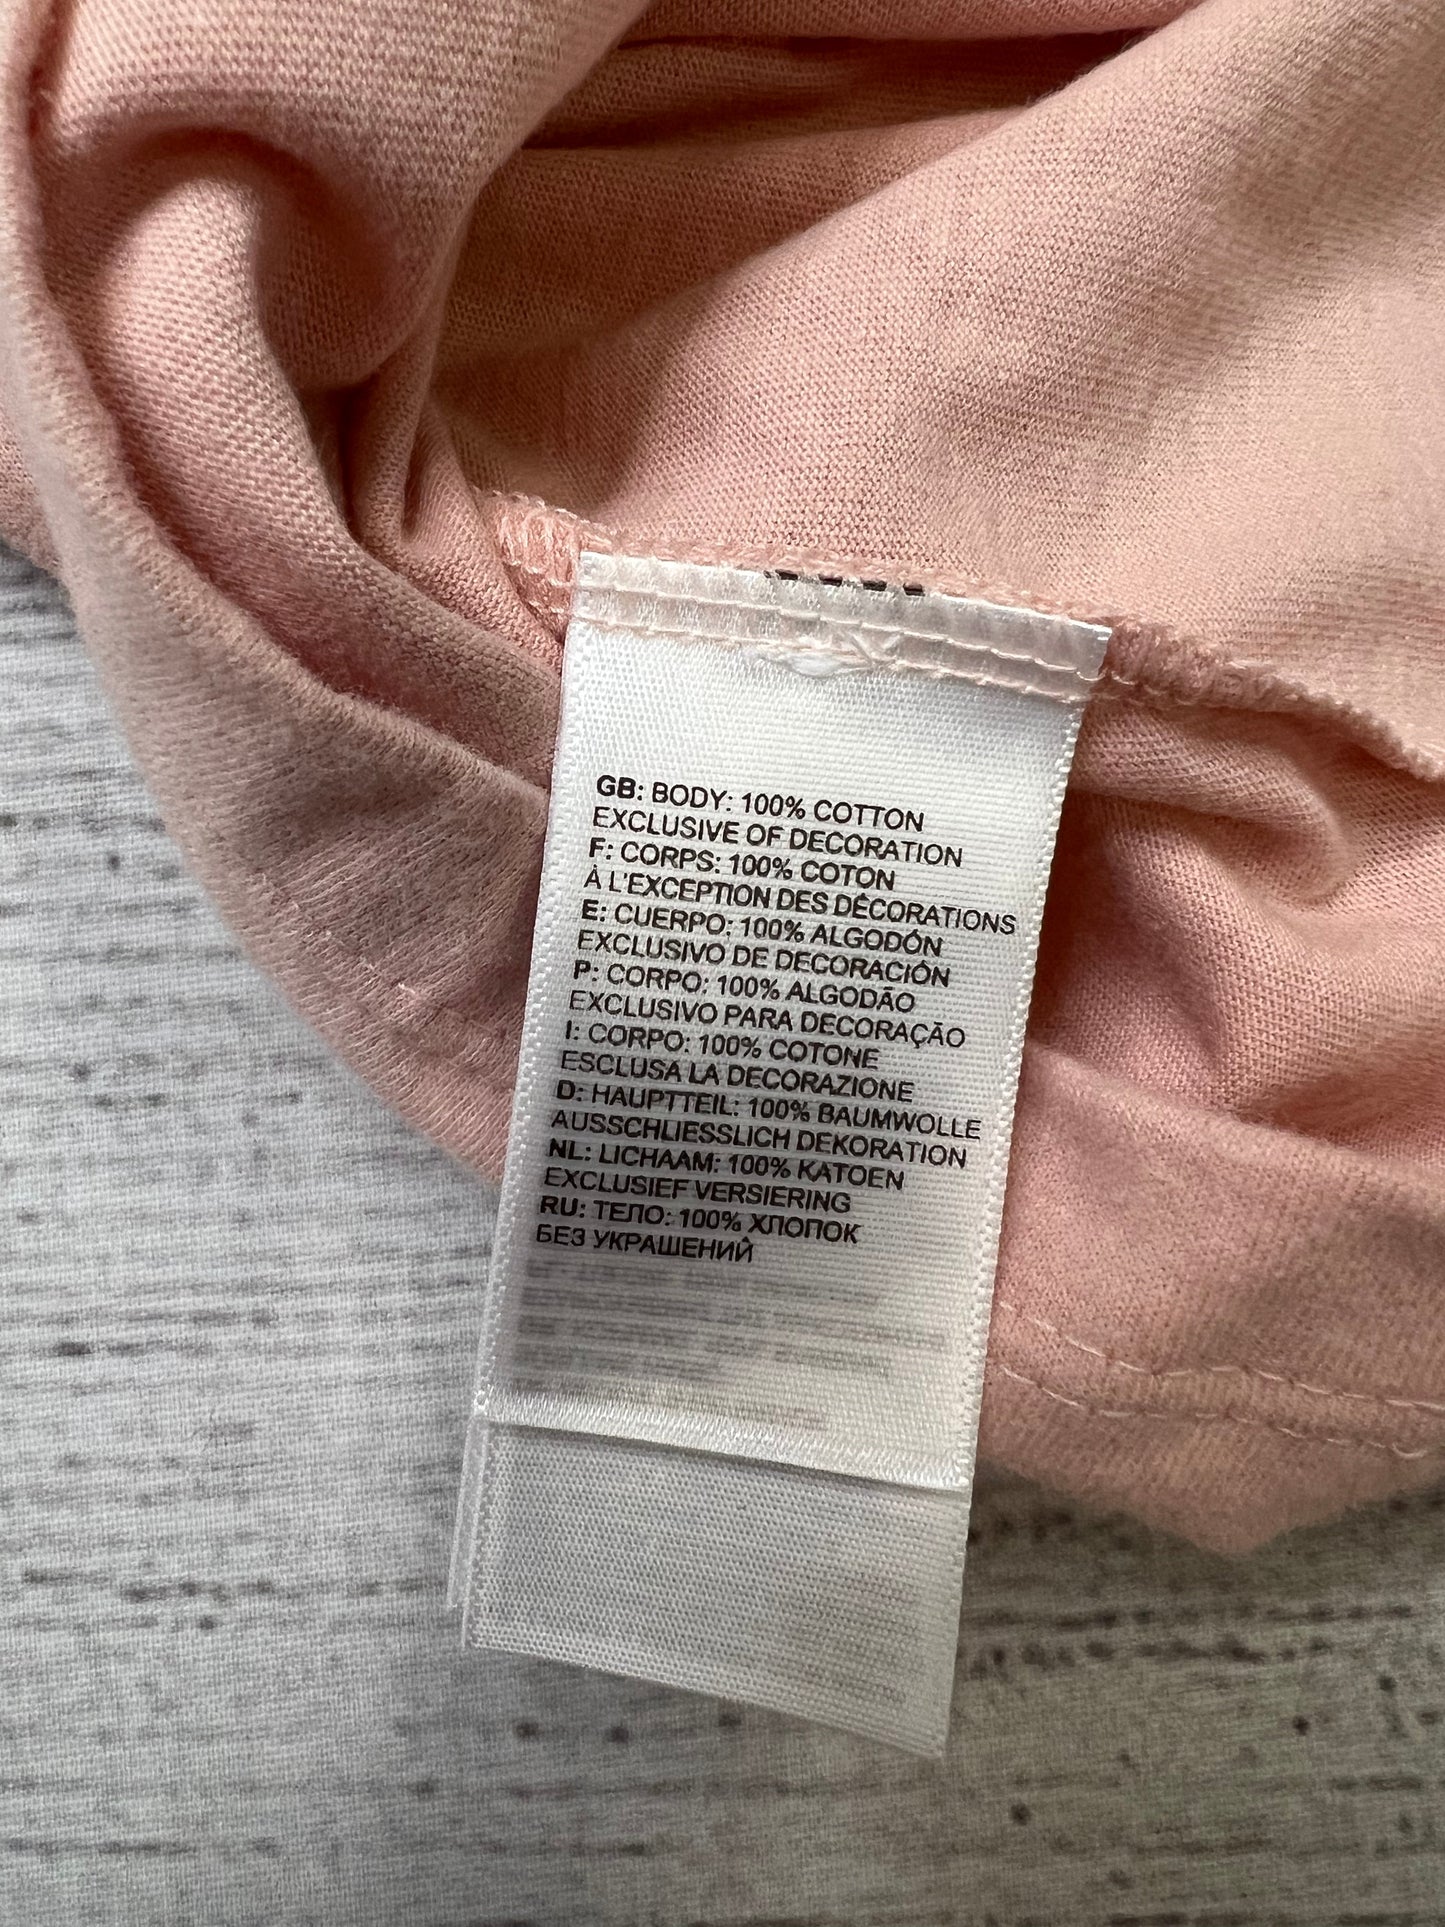 GB: BODY: 100% COTTON
EXCLUSIVE OF DECORATION
F: CORPS: 100% COTON
À L'EXCEPTION DES DÉCORATIONS
E: CUERPO: 100% ALGODÓN
EXCLUSIVO DE DECORACIÓN
P: CORPO: 100% ALGODÃO
EXCLUSIVO PARA DECORAÇÃO
I: CORPO: 100% COTONE
ESCLUSA LA DECORAZIONE
D: HAUPTTEIL: 100% BAUMWOLLE
AUSSCHLIESSLICH DEKORATION
NL: LICHAAM: 100% KATOEN
EXCLUSIEF VERSIERING
RU: ТЕЛО: 100% ХЛОПОК
БЕЗ УКРАШЕНИЙ